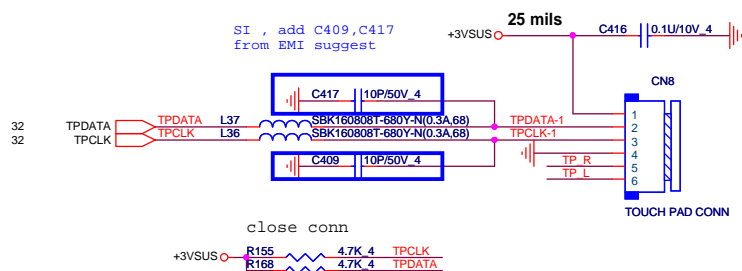 SI , add C409,C417
from EMI suggest
25 mils
+3VSUS
C416
0.1U/10V_4
CN8
C417
10P/50V_4
32
TPDATA
TPDATA
L37
SBK160808T-680Y-N(0.3A,68)
TPDATA-1
32
TPCLK
TPCLK
L36
SBK160808T-680Y-N(0.3A,68)
TPCLK-1
C409
10P/50V_4
1
2
3
4
5
6
TP_R
TP_L
TOUCH PAD CONN
close conn
+3VSUS
R155
4.7K_4
TPCLK
R168
4.7K_4
TPDATA